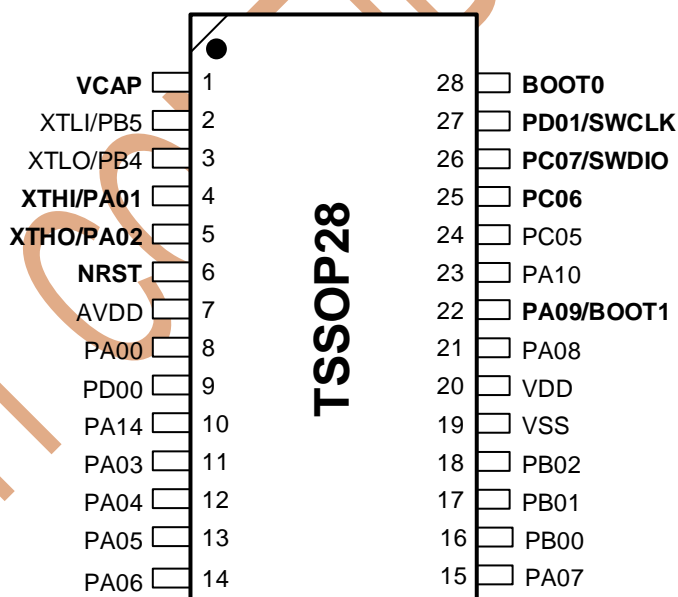 VCAP 1 28 BOOT0
XTLI/PB5 2 27 PD01/SWCLK
XTLO/PB4 3 26 PC07/SWDIO
XTHI/PA01 4 25 PC06
XTHO/PA02 5 24 PC05
NRST 6 23 PA10
AVDD 7 22 PA09/BOOT1
PA00 8 21 PA08
PD00 9 20 VDD
PA14 10 19 VSS
PA03 11 18 PB02
PA04 12 17 PB01
PA05 13 16 PB00
PA06 14 15 PA07
TSSOP28